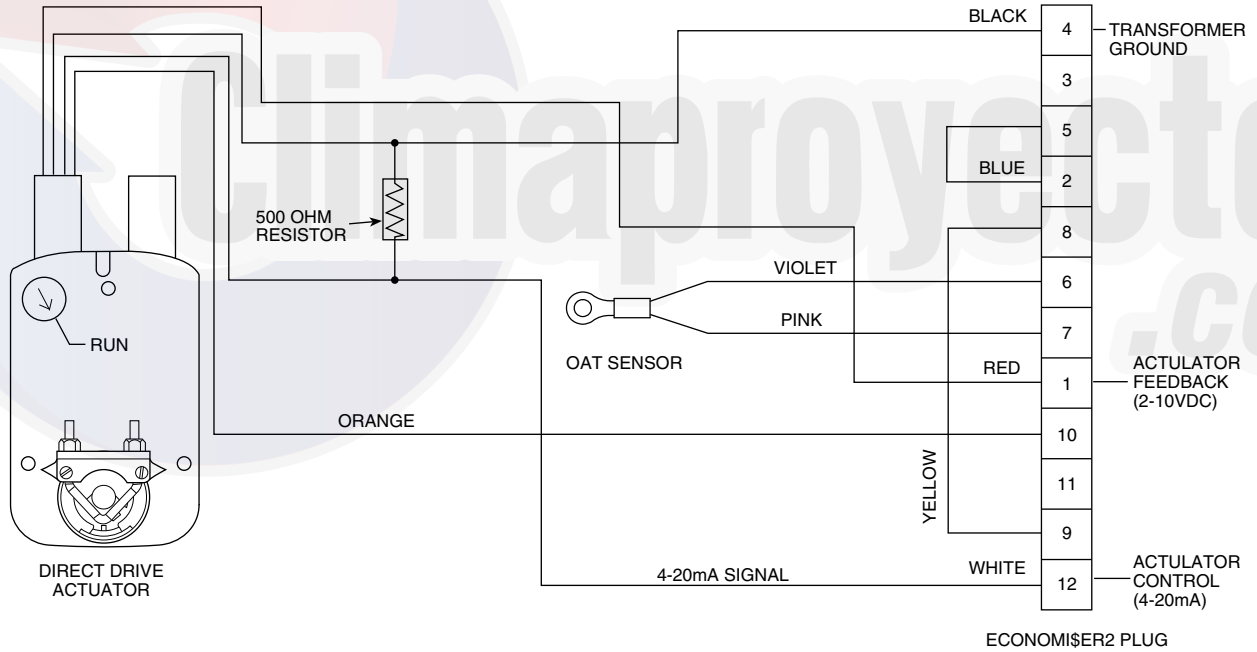 BLACK
4
TRANSFORMER
GROUND
3
5
BLUE
2
8
500 OHM
RESISTOR
VIOLET
6
PINK
7
OAT SENSOR
RUN
RED
1
ACTULATOR
FEEDBACK
(2-10VDC)
ORANGE
10
YELLOW
11
9
DIRECT DRIVE
ACTUATOR
4-20mA SIGNAL
WHITE
12
ACTULATOR
CONTROL
(4-20mA)
ECONOMI$ER2 PLUG
Climaproyecto
.co